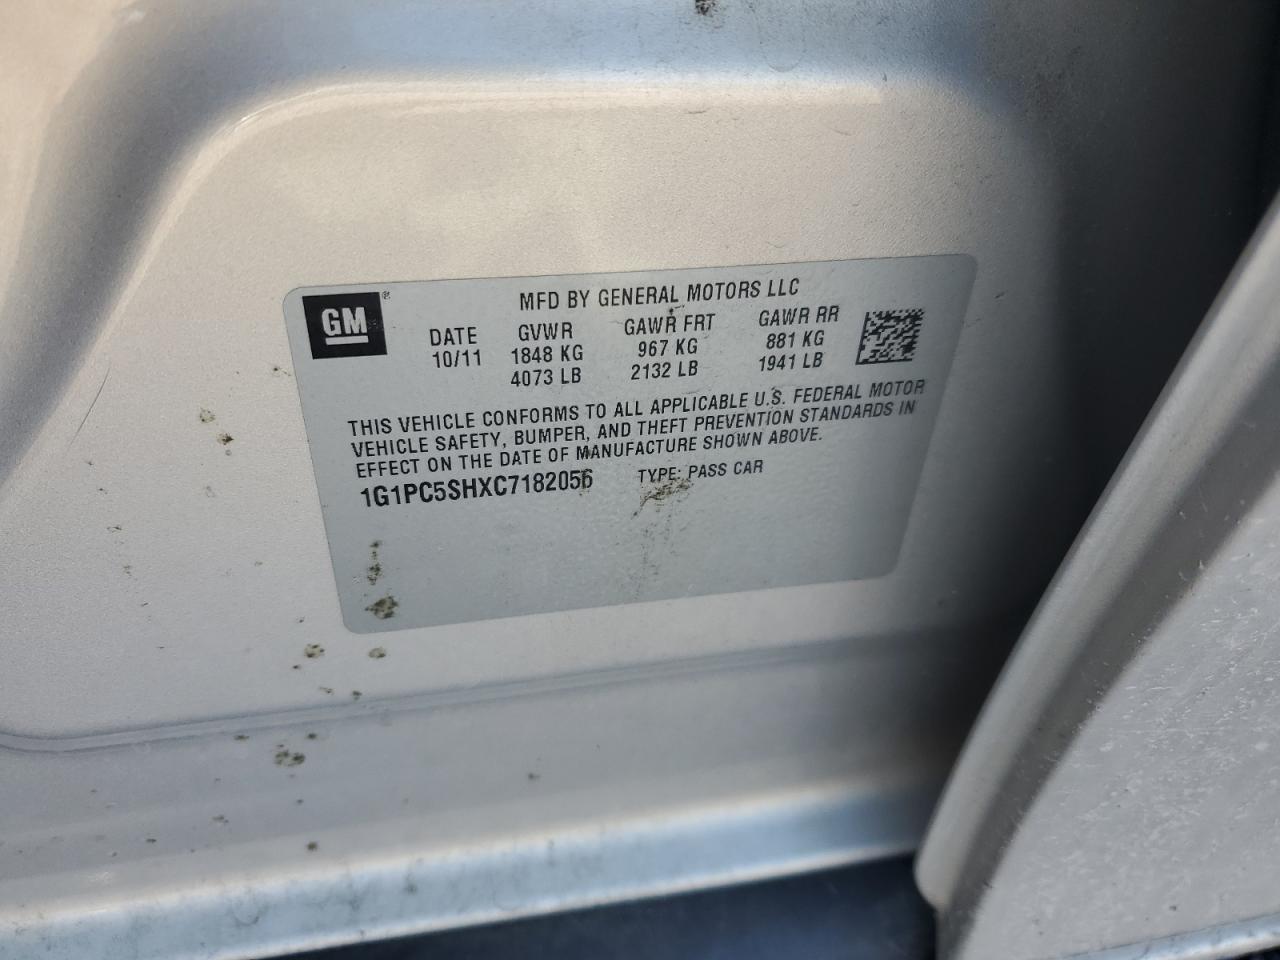 GM®
MFD BY GENERAL MOTORS LLC
DATE GVWR GAWR FRT GAWR RR
10/11 1848 KG 967 KG 881 KG
4073 LB 2132 LB 1941 LB
THIS VEHICLE CONFORMS TO ALL APPLICABLE U.S. FEDERAL MOTOR
VEHICLE SAFETY, BUMPER, AND THEFT PREVENTION STANDARDS IN
EFFECT ON THE DATE OF MANUFACTURE SHOWN ABOVE.
1G1PC5SHXC7182056 TYPE: PASS CAR